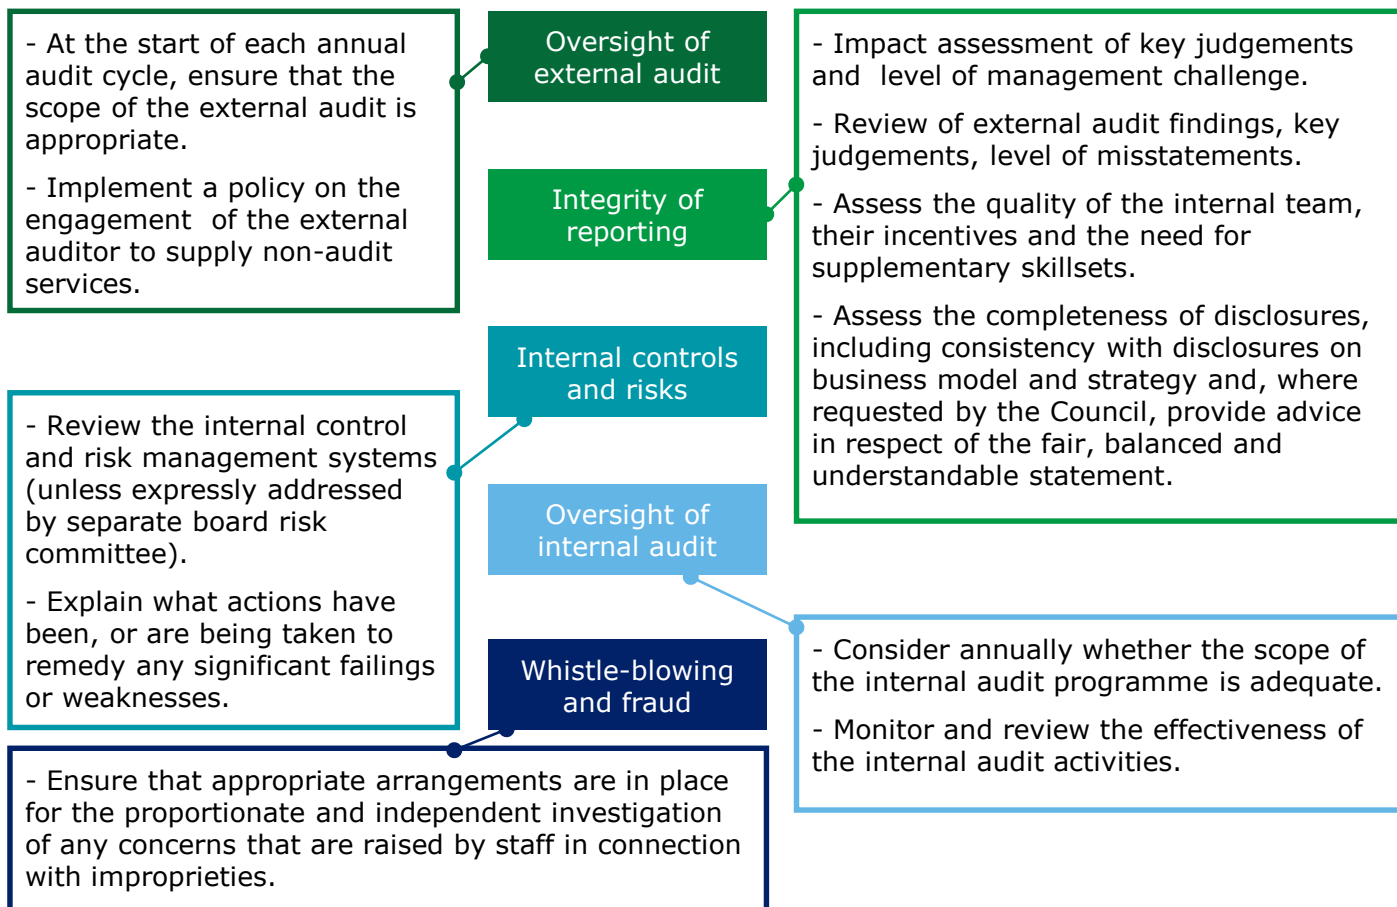 Oversight of
external audit
- At the start of each annual
audit cycle, ensure that the
scope of the external audit is
appropriate.
- Implement a policy on the
engagement  of the external
auditor to supply non-audit
services.
Integrity of
reporting
- Impact assessment of key judgements
and  level of management challenge.
- Review of external audit findings, key
judgements, level of misstatements.
- Assess the quality of the internal team,
their incentives and the need for
supplementary skillsets.
- Assess the completeness of disclosures,
including consistency with disclosures on
business model and strategy and, where
requested by the Council, provide advice
in respect of the fair, balanced and
understandable statement.
Internal controls
and risks
- Review the internal control
and risk management systems
(unless expressly addressed
by separate board risk
committee).
- Explain what actions have
been, or are being taken to
remedy any significant failings
or weaknesses.
Oversight of
internal audit
- Consider annually whether the scope of
the internal audit programme is adequate.
- Monitor and review the effectiveness of
the internal audit activities.
Whistle-blowing
and fraud
- Ensure that appropriate arrangements are in place
for the proportionate and independent investigation
of any concerns that are raised by staff in connection
with improprieties.